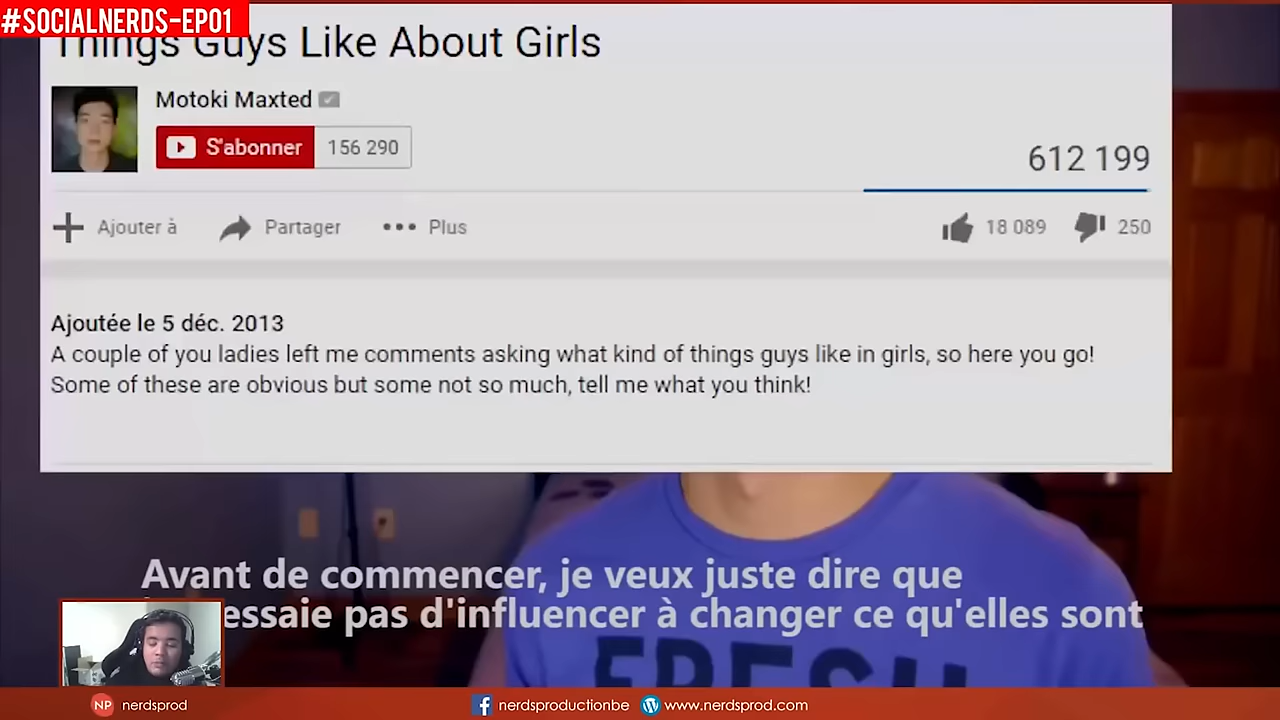 #SOCIALNERDS-EP01
Things Guys Like About Girls
Motoki Maxted
S'abonner 156 290
612 199
Ajouter à Partager Plus 18 089 250
Ajoutée le 5 déc. 2013
A couple of you ladies left me comments asking what kind of things guys like in girls, so here you go!
Some of these are obvious but some not so much, tell me what you think!
Avant de commencer, je veux juste dire que
essaie pas d'influencer à changer ce qu'elles sont
FRESH
NP nerdsprod nerdsproductionbe www.nerdsprod.com